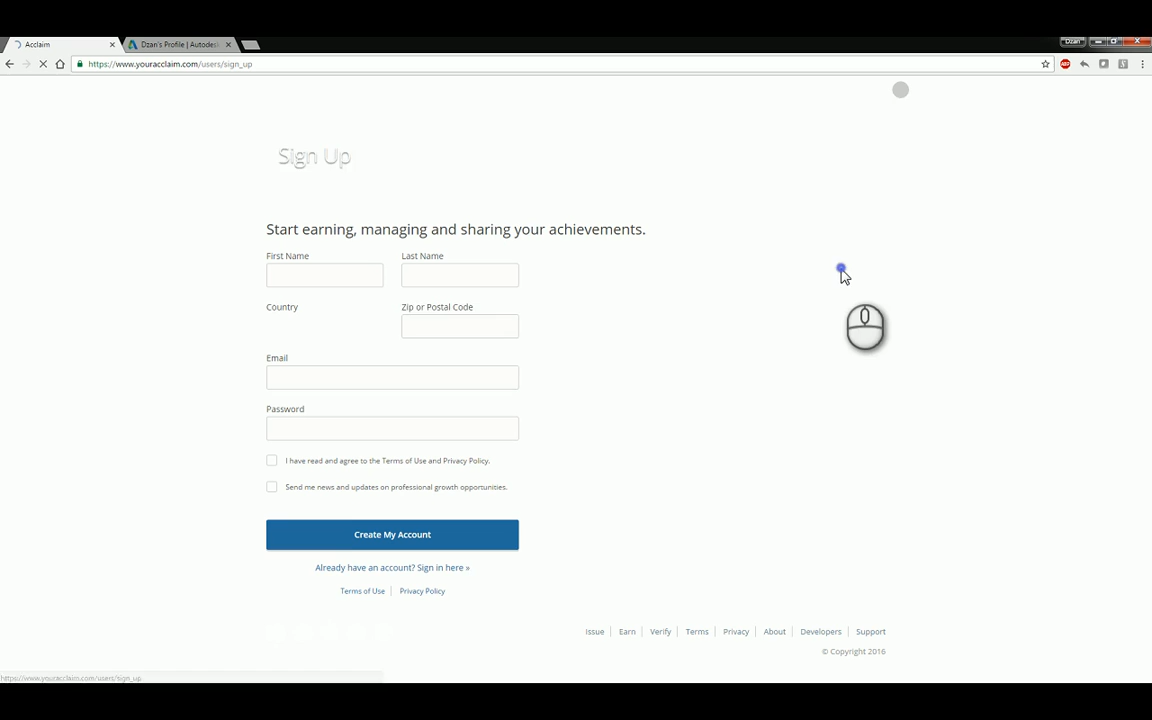 Acclaim
Dzan's Profile | Autodes
Dzan
https://www.youracclaim.com/users/sign_up
Sign Up
Start earning, managing and sharing your achievements.
First Name
Last Name
Country
Zip or Postal Code
Email
Password
I have read and agree to the Terms of Use and Privacy Policy.
Send me news and updates on professional growth opportunities.
Create My Account
Already have an account? Sign in here »
Terms of Use
Privacy Policy
Issue
Earn
Verify
Terms
Privacy
About
Developers
Support
© Copyright 2016
https://www.youracclaim.com/users/sign_up